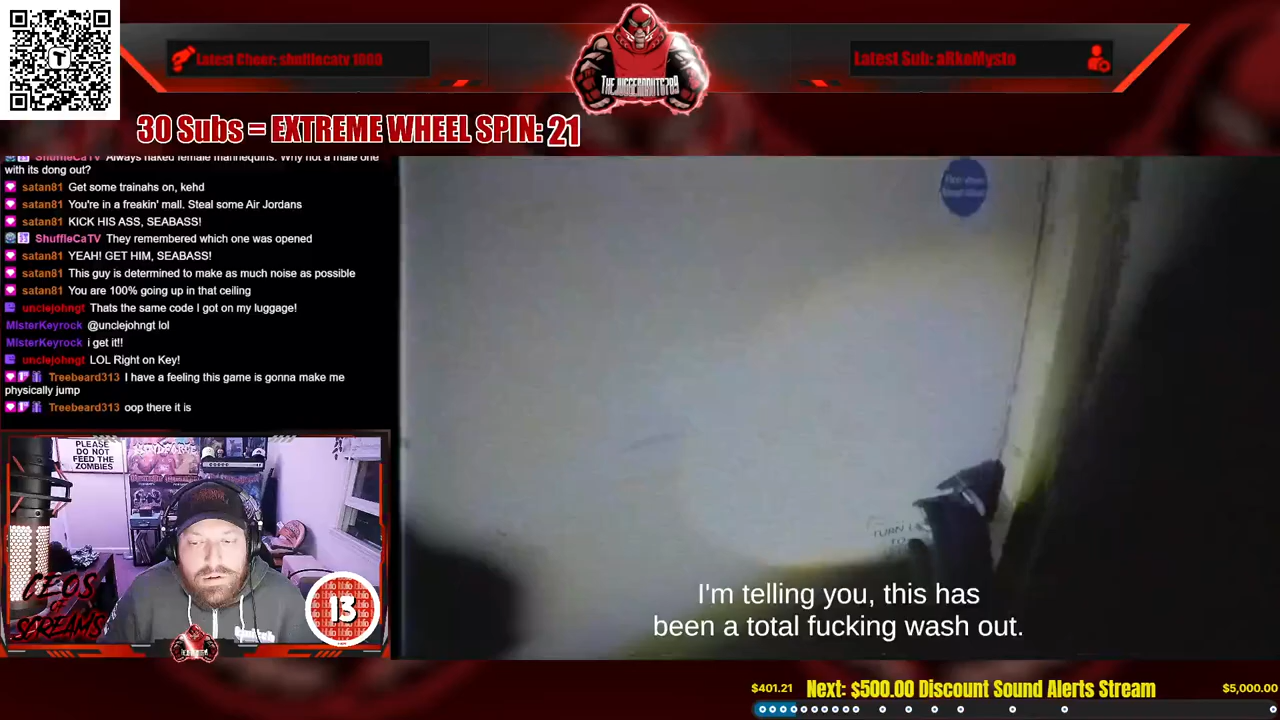 Latest Cheer: shufflecatv 1000
THEJUGGERNAUT6789
Latest Sub: aRkaMysto
30 Subs = EXTREME WHEEL SPIN: 21
ShuffleCaTV Always naked female mannequins. Why not a male one
with its dong out?
satan81 Get some trainahs on, kehd
satan81 You're in a freakin' mall. Steal some Air Jordans
satan81 KICK HIS ASS, SEABASS!
ShuffleCaTV They remembered which one was opened
satan81 YEAH! GET HIM, SEABASS!
satan81 This guy is determined to make as much noise as possible
satan81 You are 100% going up in that ceiling
unclejohngt Thats the same code I got on my luggage!
MisterKeyrock @unclejohngt lol
MisterKeyrock i get it!!
unclejohngt LOL Right on Key!
Treebeard313 I have a feeling this game is gonna make me
physically jump
Treebeard313 oop there it is
PLEASE
DO NOT
FEED THE
ZOMBIES
CEOS
OF
SCREAMS
13
TURN
TO
I'm telling you, this has
been a total fucking wash out.
$401.21
Next: $500.00 Discount Sound Alerts Stream
$5,000.00